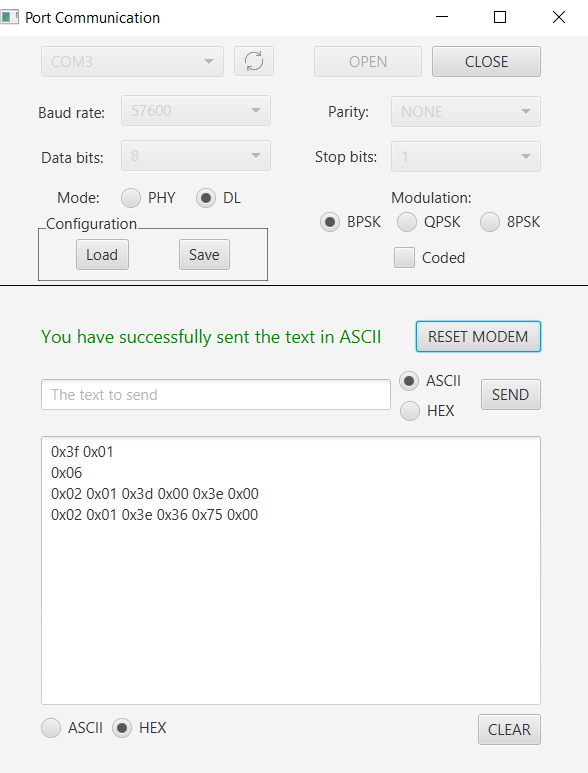 Port Communication
COM3 OPEN CLOSE
Baud rate: 57600 Parity: NONE
Data bits: 8 Stop bits: 1
Mode: PHY DL Modulation:
Configuration BPSK QPSK 8PSK
Load Save Coded
You have successfully sent the text in ASCII RESET MODEM
The text to send ASCII HEX SEND
0x3f 0x01
0x06
0x02 0x01 0x3d 0x00 0x3e 0x00
0x02 0x01 0x3e 0x36 0x75 0x00
ASCII HEX CLEAR